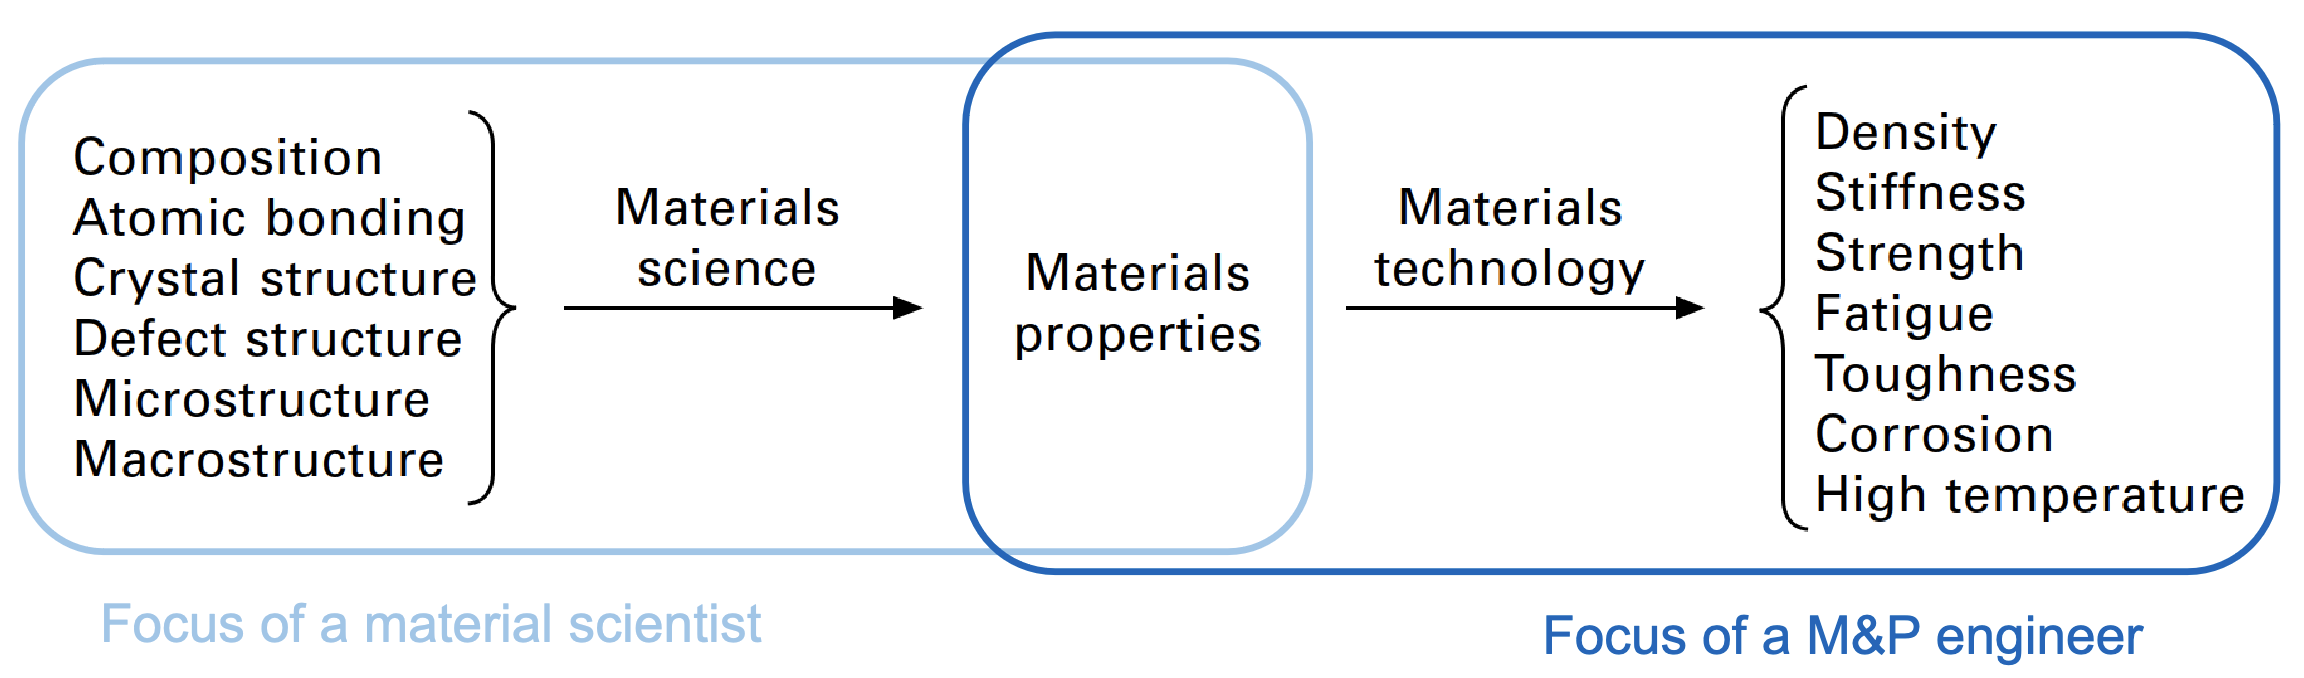 Composition
Atomic bonding
Crystal structure
Defect structure
Microstructure
Macrostructure
Materials
science
Materials
properties
Materials
technology
Density
Stiffness
Strength
Fatigue
Toughness
Corrosion
High temperature
Focus of a material scientist
Focus of a M&P engineer